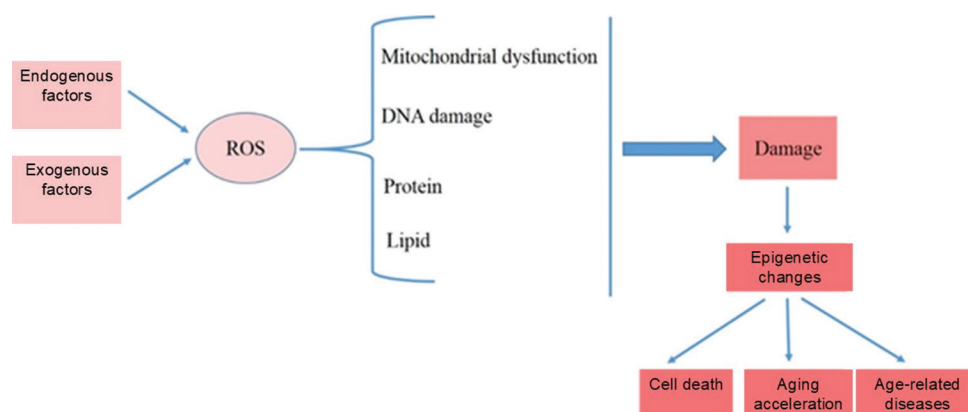 Endogenous
factors
Exogenous
factors
ROS
Mitochondrial dysfunction
DNA damage
Protein
Lipid
Damage
Epigenetic
changes
Cell death
Aging
acceleration
Age-related
diseases